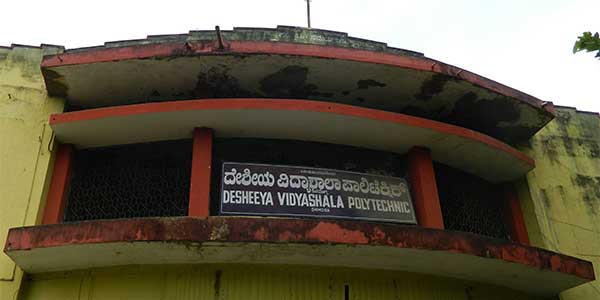 ದೇಶೀಯ ವಿದ್ಯಾಶಾಲಾ ಪಾಲಿಟೆಕ್ನಿಕ್
DESHEEYA VIDYASHALA POLYTECHNIC